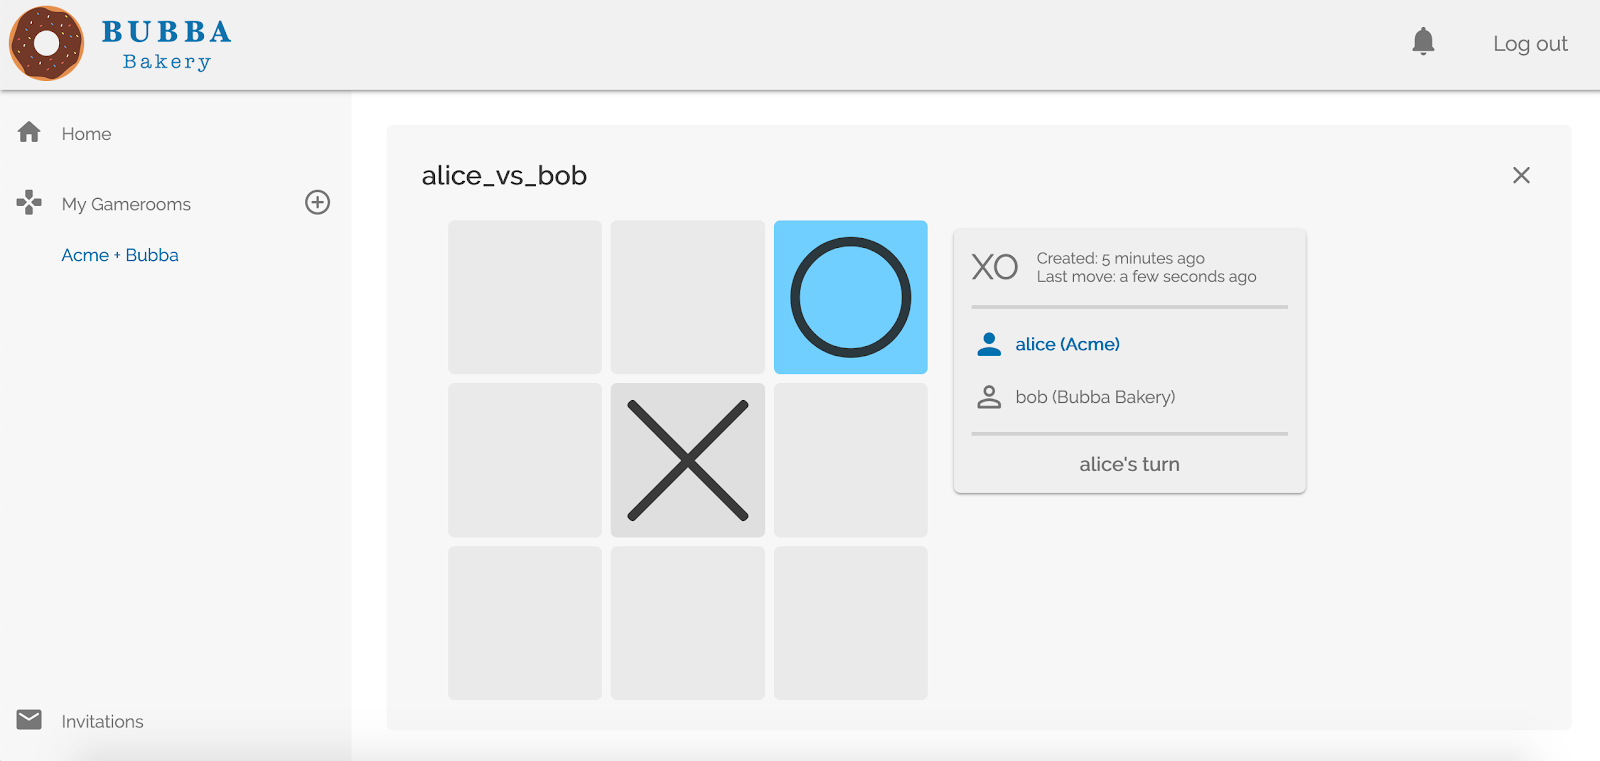 BUBBA
Bakery
Log out
Home
My Gamerooms
Acme + Bubba
Invitations
alice_vs_bob
XO
Created: 5 minutes ago
Last move: a few seconds ago
alice (Acme)
bob (Bubba Bakery)
alice's turn